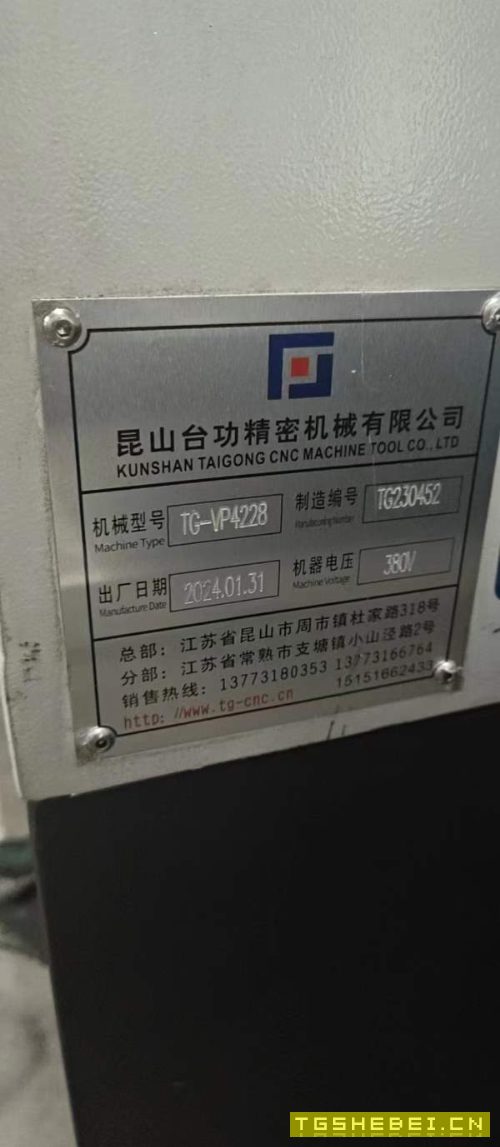 昆山台功精密机械有限公司
KUNSHAN TAIGONG CNC MACHINE TOOL CO., LTD
机械型号 TG-VP4228 制造编号 TG230452
Machine Type Manufacturing Number
出厂日期 2024.01.31 机器电压 380V
Manufacture Date Machine Voltage
总部：江苏省昆山市周市镇杜家路318号
分部：江苏省常熟市支塘镇小山泾路2号
销售热线：13773180353 13773166764
http://www.tg-cnc.cn 15151662433
TGSHEBEI.CN